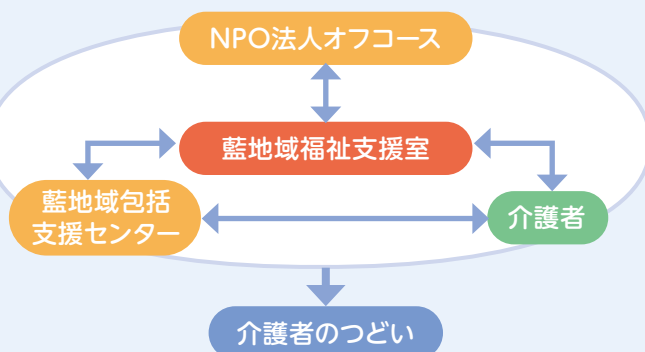 NPO法人オフコース
藍地域福祉支援室
藍地域包括
支援センター
介護者
介護者のつどい